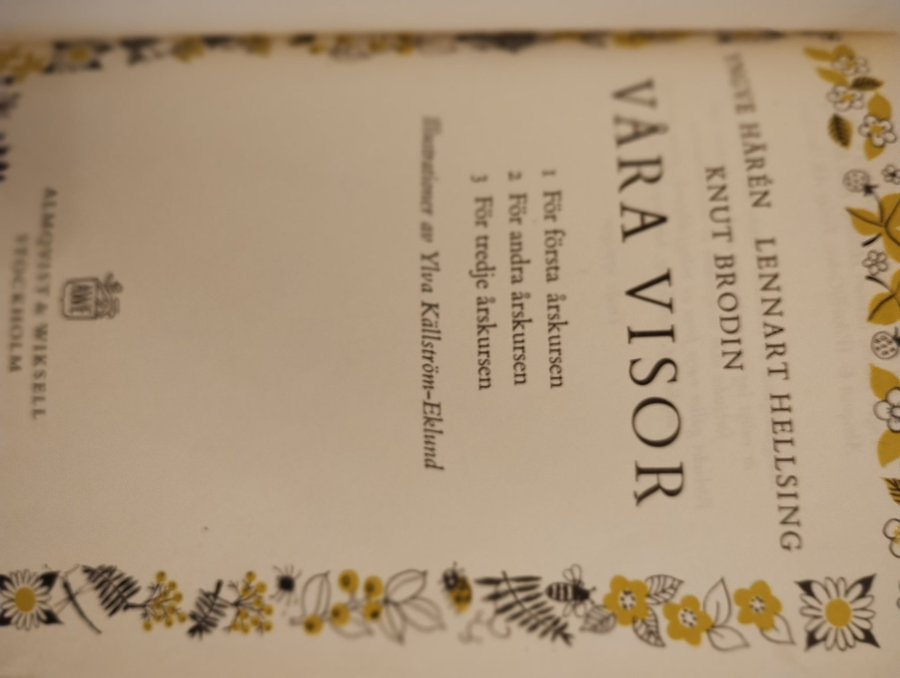 YNGVE HÄRÉN LENNART HELLSING
KNUT BRODIN
VÅRA VISOR
1 För första årskursen
2 För andra årskursen
3 För tredje årskursen
Illustrationer av Ylva Källström-Eklund
AWE
ALMQVIST & WIKSELL
STOCKHOLM